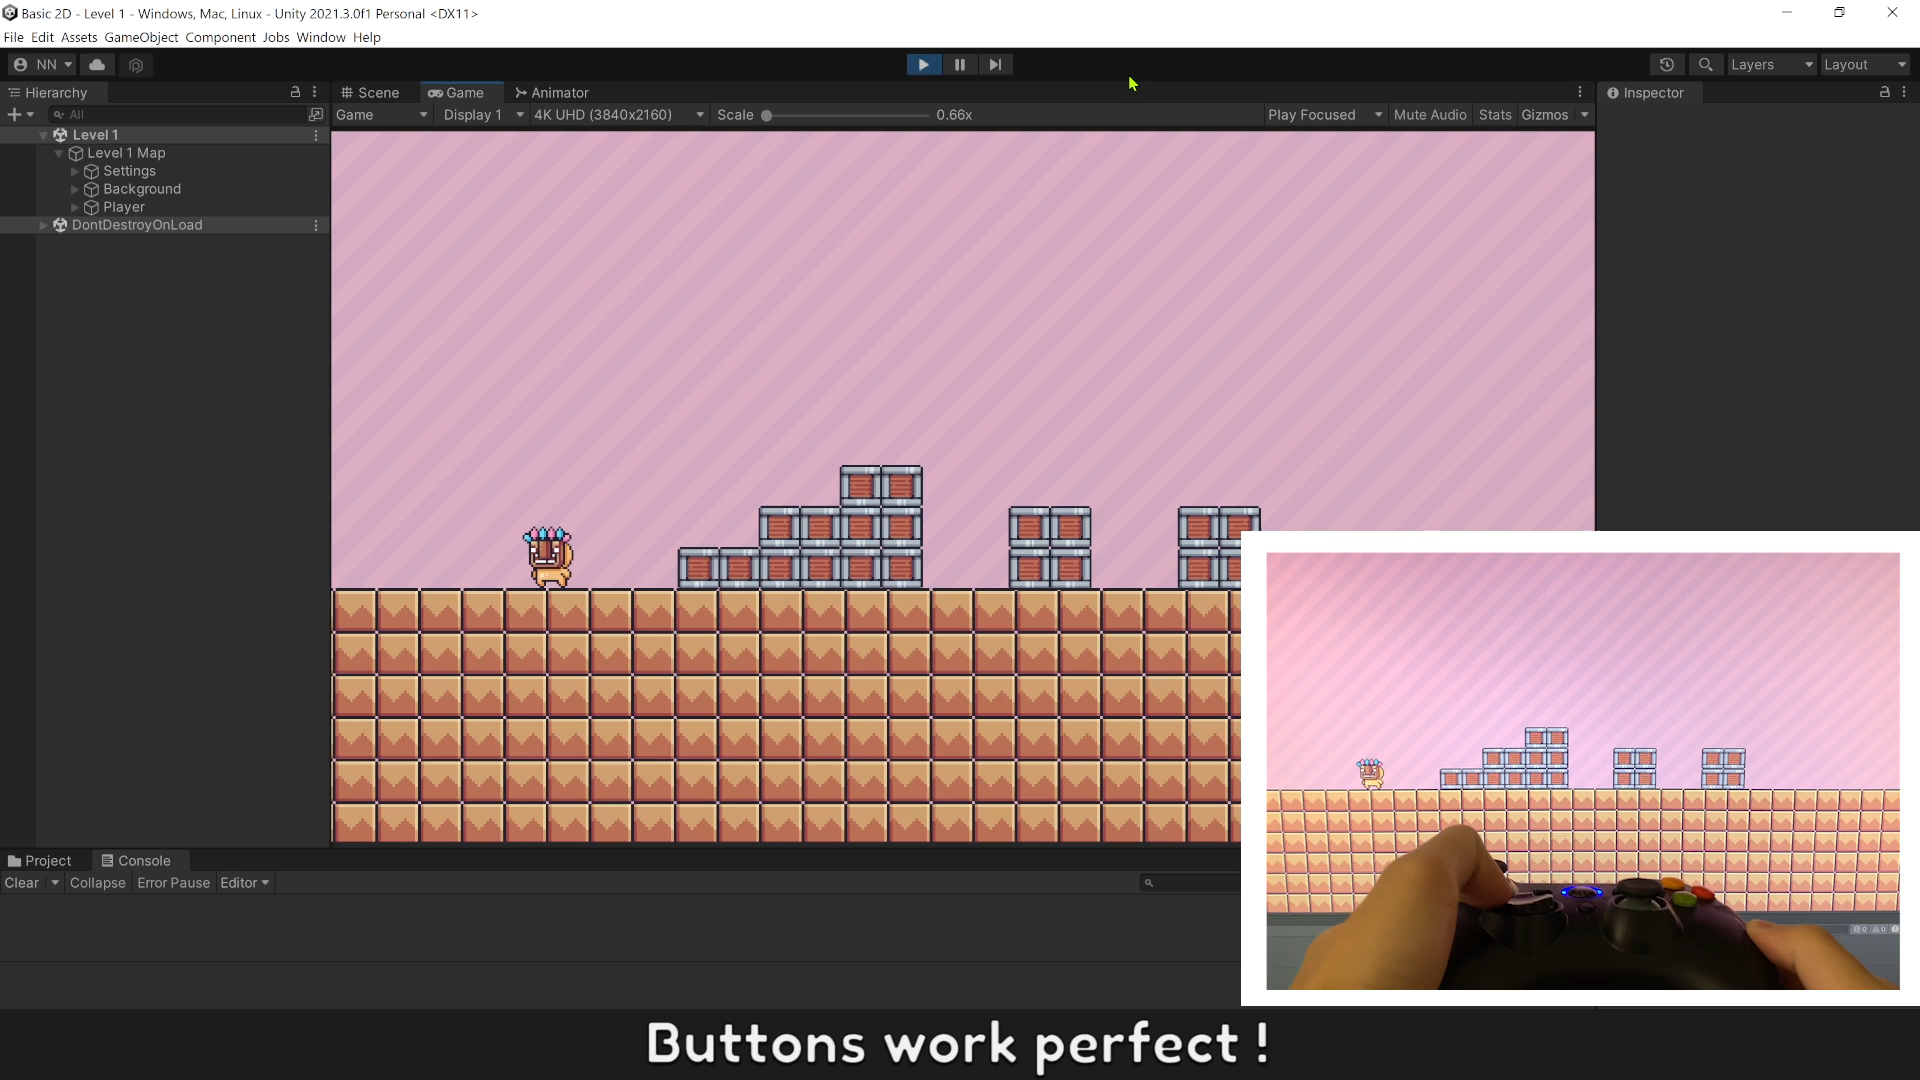 Basic 2D - Level 1 - Windows, Mac, Linux - Unity 2021.3.0f1 Personal <DX11>
File Edit Assets GameObject Component Jobs Window Help
NN
Layers
Layout
Hierarchy
Scene
Game
Animator
Inspector
All
Game
Display 1
4K UHD (3840x2160)
Scale
0.66x
Play Focused
Mute Audio
Stats
Gizmos
Level 1
Level 1 Map
Settings
Background
Player
DontDestroyOnLoad
Project
Console
Clear
Collapse
Error Pause
Editor
Buttons work perfect !